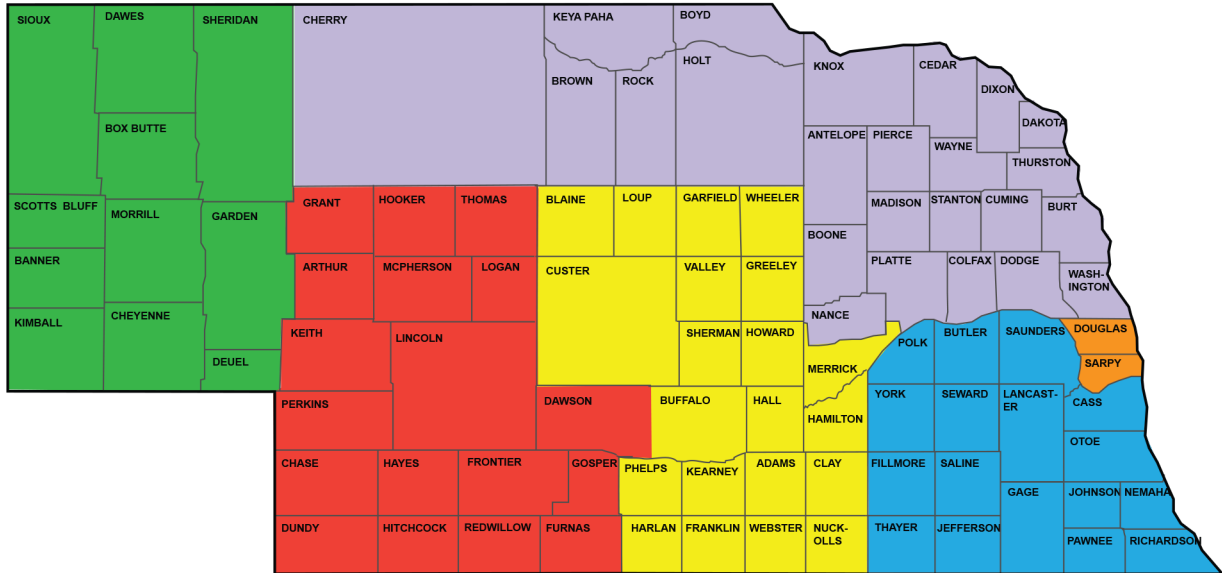 SIOUX
DAWES
SHERIDAN
CHERRY
KEYA PAHA
BOYD
BROWN
ROCK
HOLT
KNOX
CEDAR
DIXON
DAKOTA
BOX BUTTE
ANTELOPE
PIERCE
WAYNE
THURSTON
SCOTTS BLUFF
MORRILL
GARDEN
GRANT
HOOKER
THOMAS
BLAINE
LOUP
GARFIELD
WHEELER
MADISON
STANTON
CUMING
BURT
BOONE
BANNER
ARTHUR
MCPHERSON
LOGAN
CUSTER
VALLEY
GREELEY
PLATTE
COLFAX
DODGE
WASH-
INGTON
KIMBALL
CHEYENNE
KEITH
LINCOLN
SHERMAN
HOWARD
NANCE
POLK
BUTLER
SAUNDERS
DOUGLAS
DEUEL
MERRICK
SARPY
PERKINS
DAWSON
BUFFALO
HALL
HAMILTON
YORK
SEWARD
LANCAST-
ER
CASS
OTOE
CHASE
HAYES
FRONTIER
GOSPER
PHELPS
KEARNEY
ADAMS
CLAY
FILLMORE
SALINE
GAGE
JOHNSON
NEMAHA
DUNDY
HITCHCOCK
REDWILLOW
FURNAS
HARLAN
FRANKLIN
WEBSTER
NUCK-
OLLS
THAYER
JEFFERSON
PAWNEE
RICHARDSON